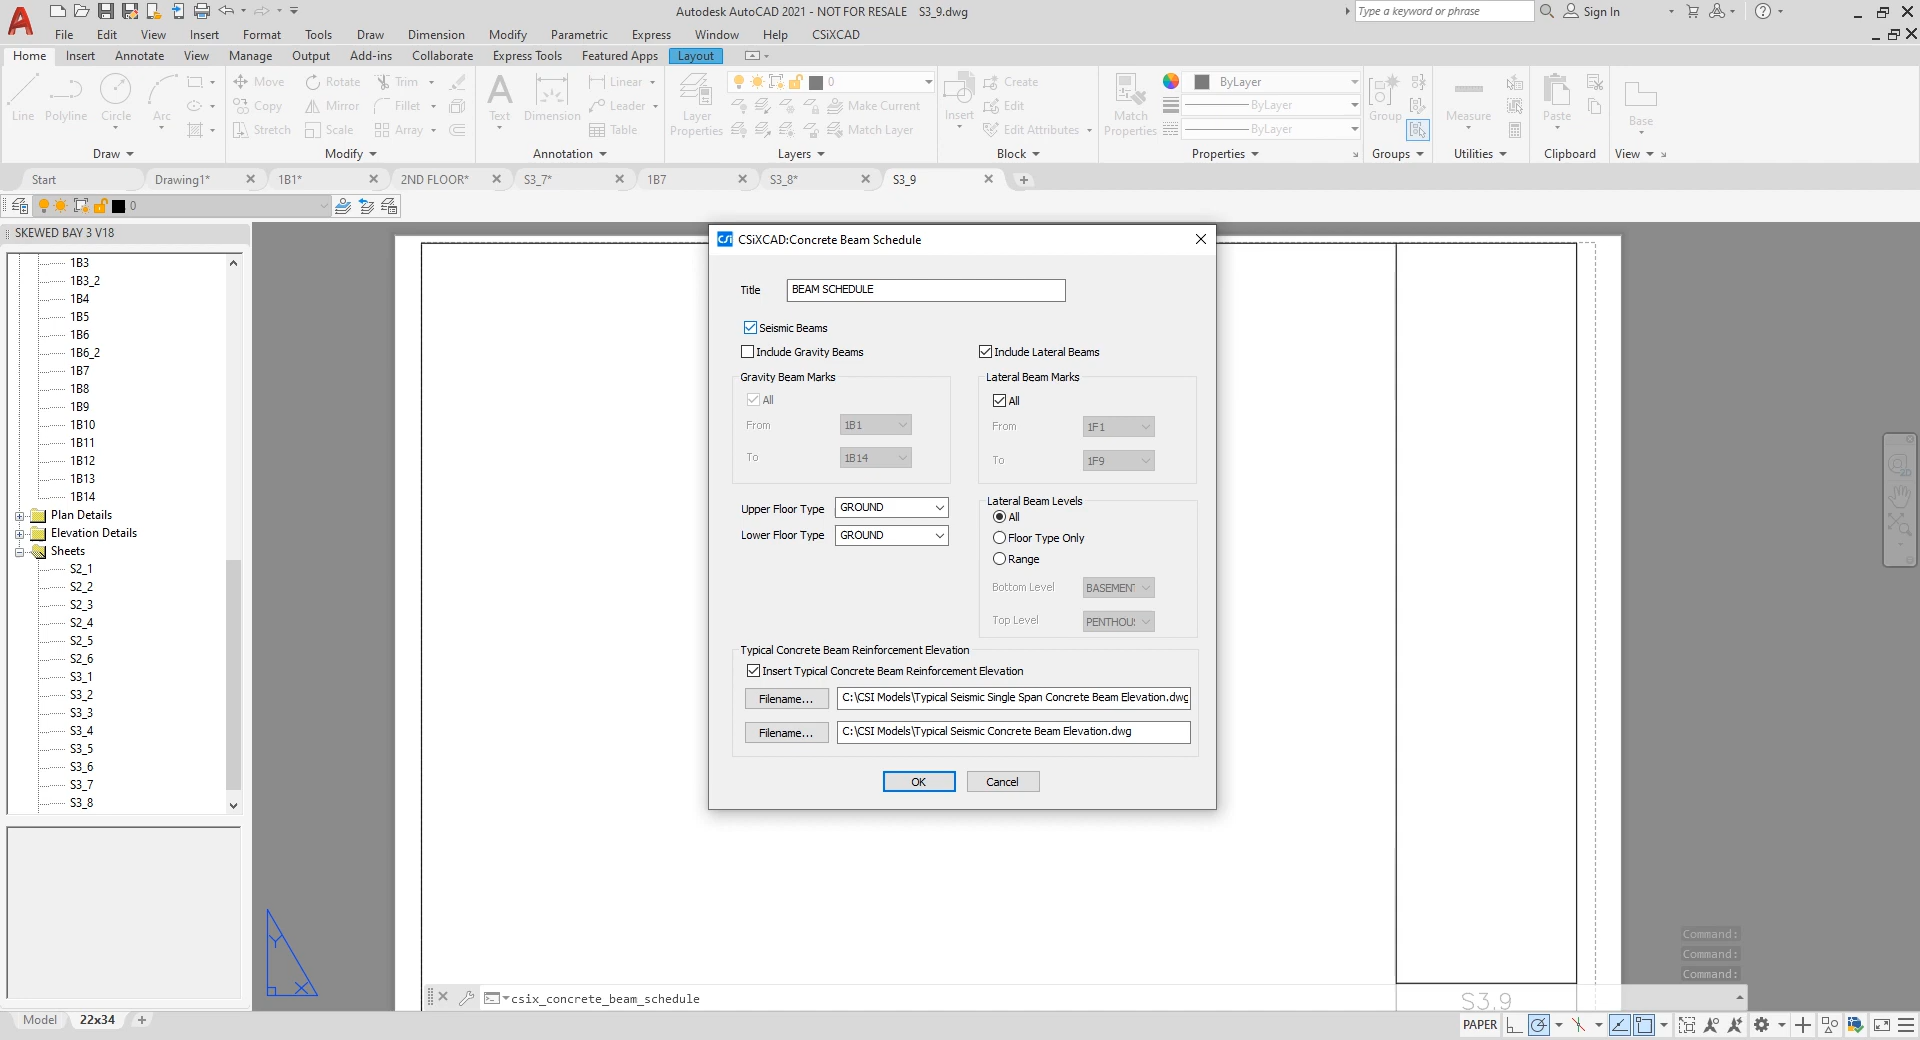 Autodesk AutoCAD 2021 - NOT FOR RESALE S3_9.dwg
Type a keyword or phrase
Sign In
File Edit View Insert Format Tools Draw Dimension Modify Parametric Express Window Help CSiXCAD
Home Insert Annotate View Manage Output Add-ins Collaborate Express Tools Featured Apps Layout
Line Polyline Circle Arc
Move Rotate Trim
Copy Mirror Fillet
Stretch Scale Array
Text Dimension
Linear
Leader
Table
Layer Properties
0
Make Current
Match Layer
Insert
Create
Edit
Edit Attributes
Match Properties
ByLayer
ByLayer
ByLayer
Group
Measure
Paste
Base
Draw Modify Annotation Layers Block Properties Groups Utilities Clipboard View
Start Drawing1* 1B1* 2ND FLOOR* S3_7* 1B7 S3_8* S3_9
0
SKEWED BAY 3 V18
1B3
1B3_2
1B4
1B5
1B6
1B6_2
1B7
1B8
1B9
1B10
1B11
1B12
1B13
1B14
Plan Details
Elevation Details
Sheets
S2_1
S2_2
S2_3
S2_4
S2_5
S2_6
S3_1
S3_2
S3_3
S3_4
S3_5
S3_6
S3_7
S3_8
CSi CSiXCAD:Concrete Beam Schedule
Title BEAM SCHEDULE
Seismic Beams
Include Gravity Beams
Include Lateral Beams
Gravity Beam Marks
All
From 1B1
To 1B14
Lateral Beam Marks
All
From 1F1
To 1F9
Upper Floor Type GROUND
Lower Floor Type GROUND
Lateral Beam Levels
All
Floor Type Only
Range
Bottom Level BASEMENT
Top Level PENTHOU
Typical Concrete Beam Reinforcement Elevation
Insert Typical Concrete Beam Reinforcement Elevation
Filename... C:\CSI Models\Typical Seismic Single Span Concrete Beam Elevation.dwg
Filename... C:\CSI Models\Typical Seismic Concrete Beam Elevation.dwg
OK Cancel
Y
X
Command:
Command:
Command:
csix_concrete_beam_schedule
S3.9
Model 22x34
PAPER